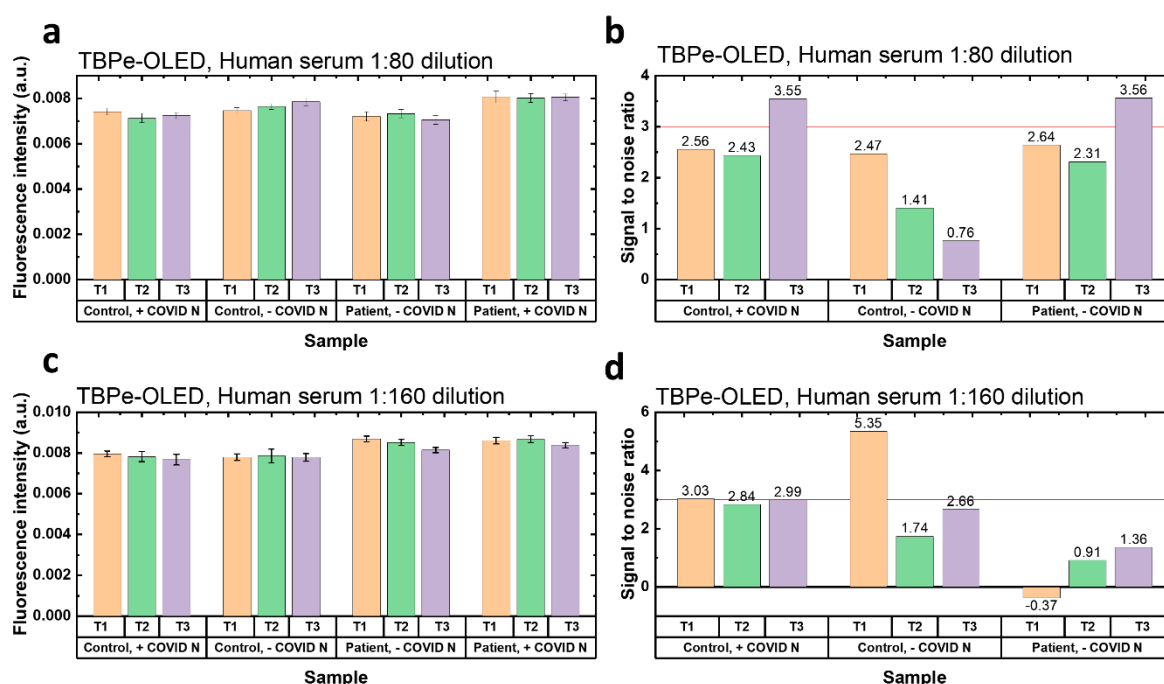 a
TBPe-OLED, Human serum 1:80 dilution
Fluorescence intensity (a.u.)
0.008
0.006
0.004
0.002
0.000
T1 T2 T3 T1 T2 T3 T1 T2 T3 T1 T2 T3
Control, + COVID N Control, - COVID N Patient, - COVID N Patient, + COVID N
Sample
b
TBPe-OLED, Human serum 1:80 dilution
Signal to noise ratio
4
3
2
1
0
2.56 2.43 3.55 2.47 1.41 0.76 2.64 2.31 3.56
T1 T2 T3 T1 T2 T3 T1 T2 T3
Control, + COVID N Control, - COVID N Patient, - COVID N
Sample
c
TBPe-OLED, Human serum 1:160 dilution
Fluorescence intensity (a.u.)
0.010
0.008
0.006
0.004
0.002
0.000
T1 T2 T3 T1 T2 T3 T1 T2 T3 T1 T2 T3
Control, + COVID N Control, - COVID N Patient, - COVID N Patient, + COVID N
Sample
d
TBPe-OLED, Human serum 1:160 dilution
Signal to noise ratio
6
4
2
0
3.03 2.84 2.99 5.35 1.74 2.66 -0.37 0.91 1.36
T1 T2 T3 T1 T2 T3 T1 T2 T3
Control, + COVID N Control, - COVID N Patient, - COVID N
Sample